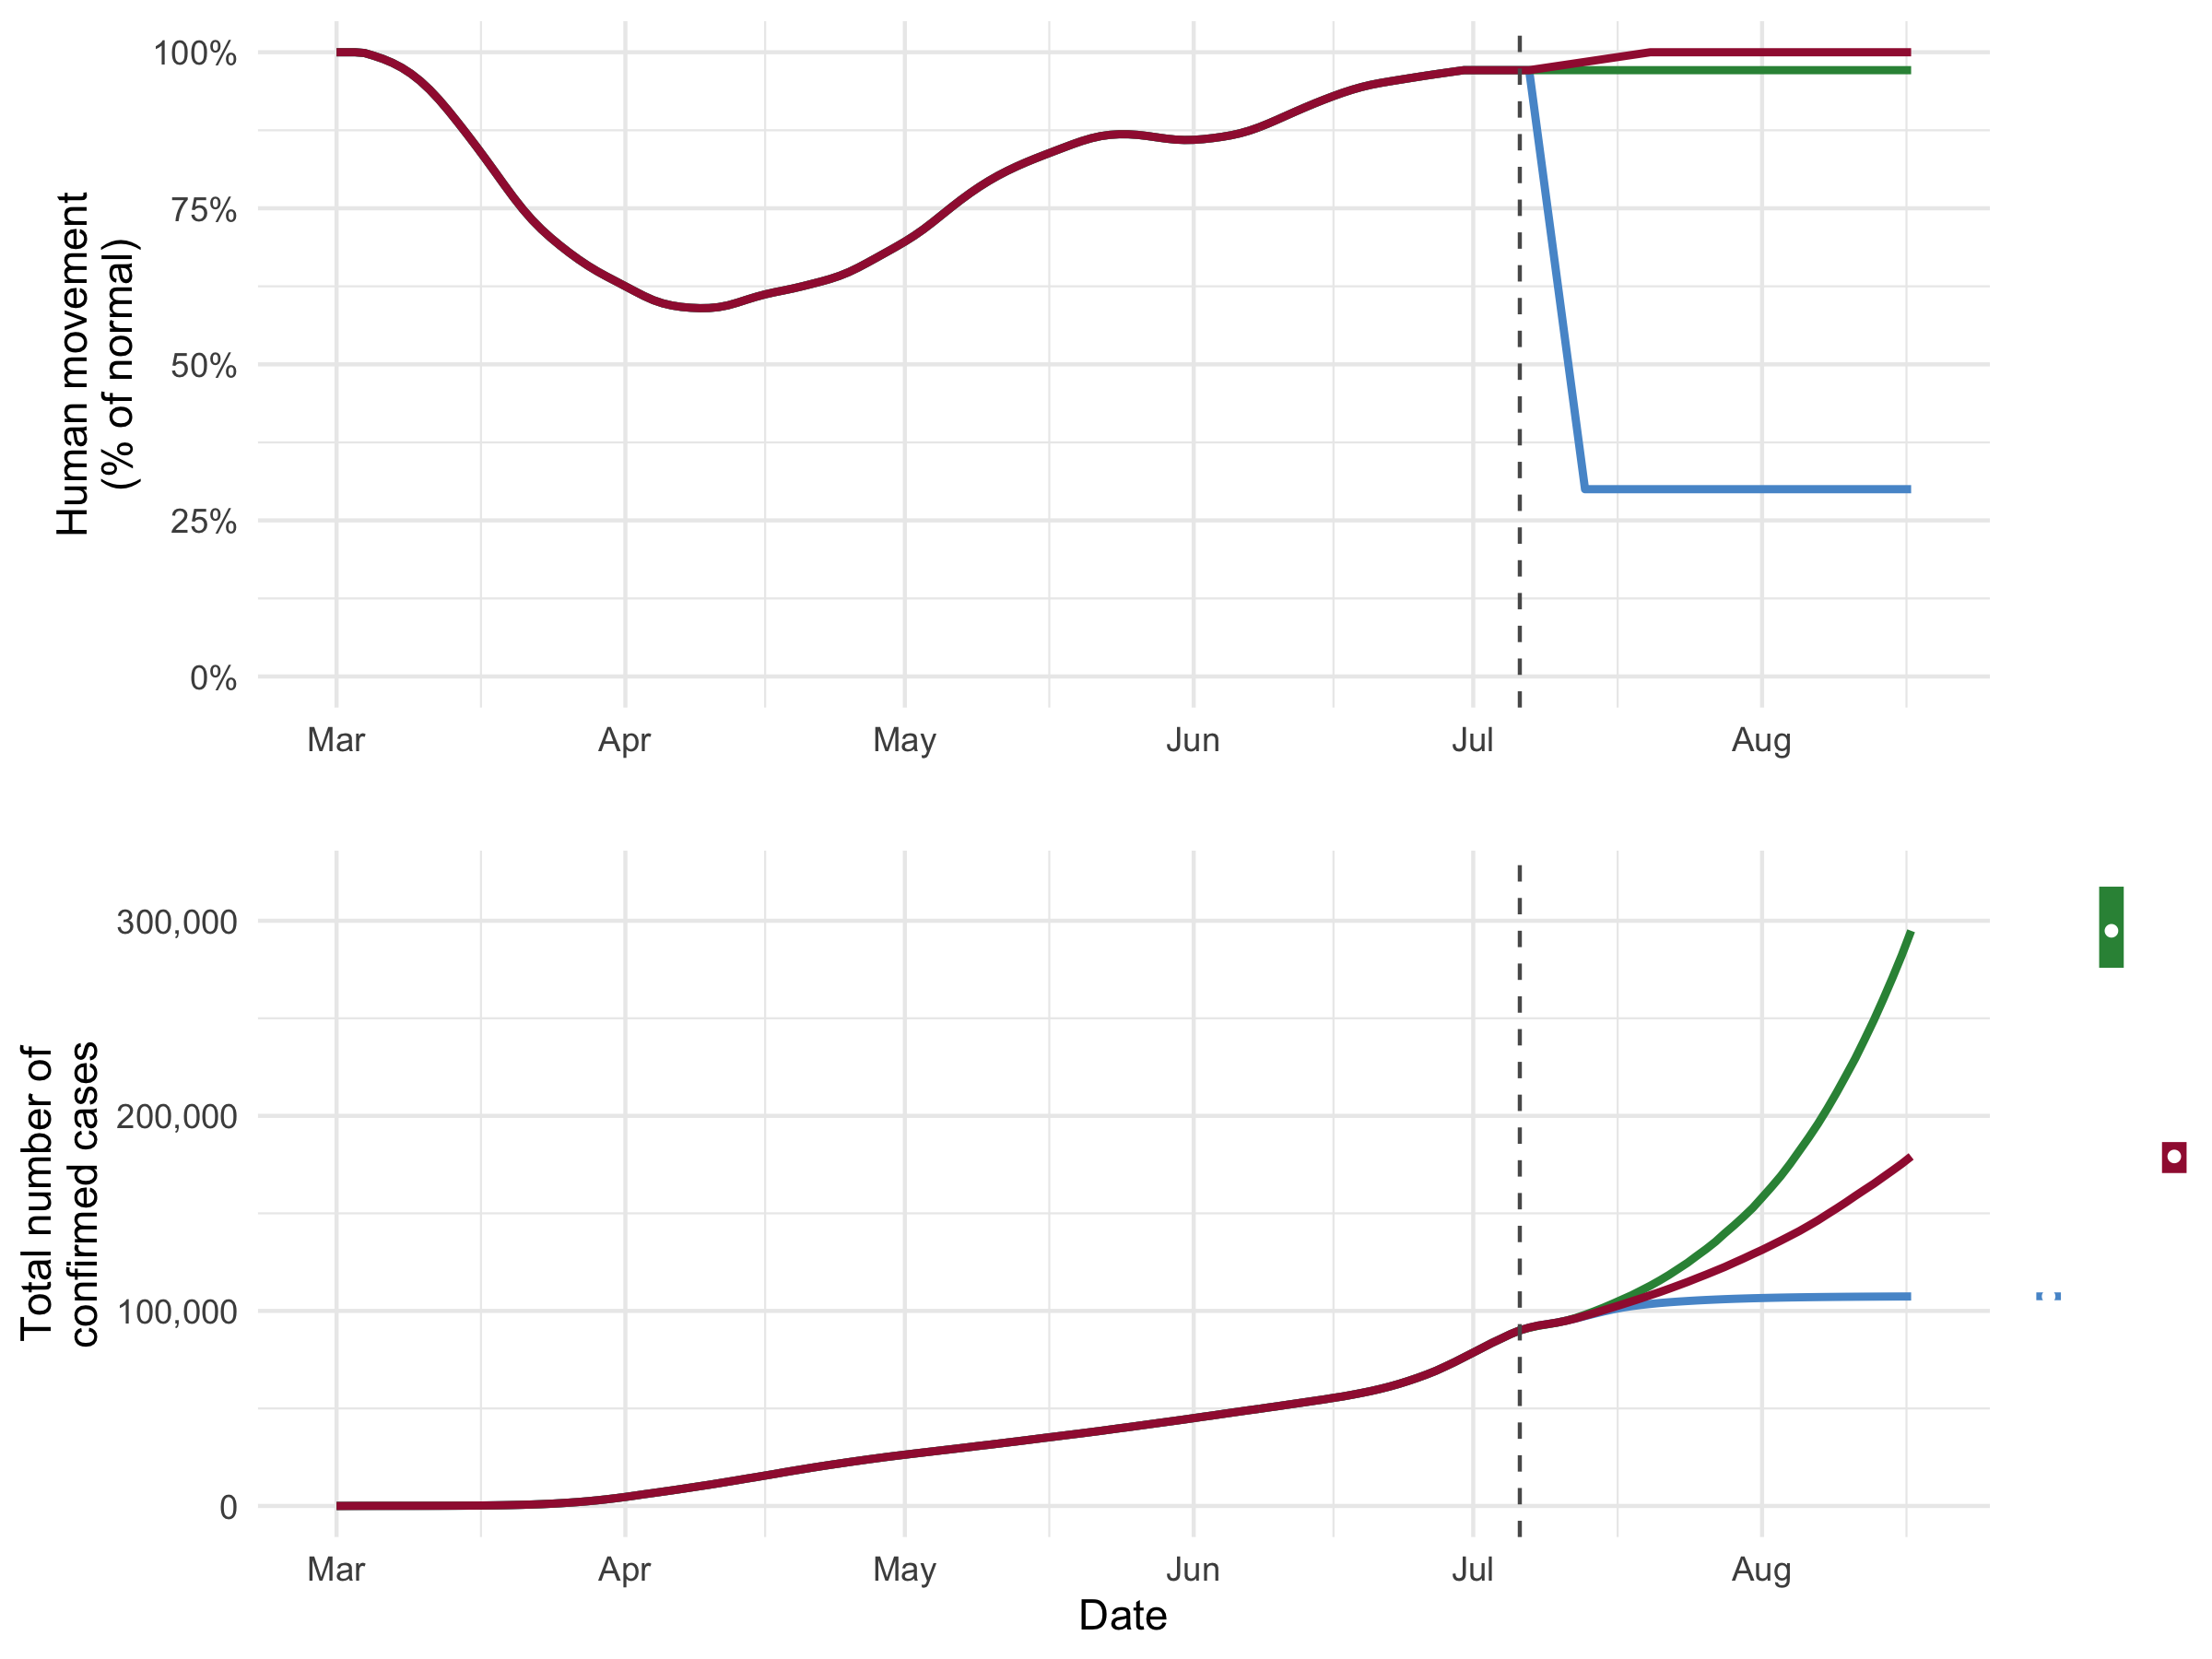 Human movement
(% of normal)
100%
75%
50%
25%
0%
Mar Apr May Jun Jul Aug
Total number of
confirmed cases
300,000
200,000
100,000
0
Mar Apr May Jun Jul Aug
Date